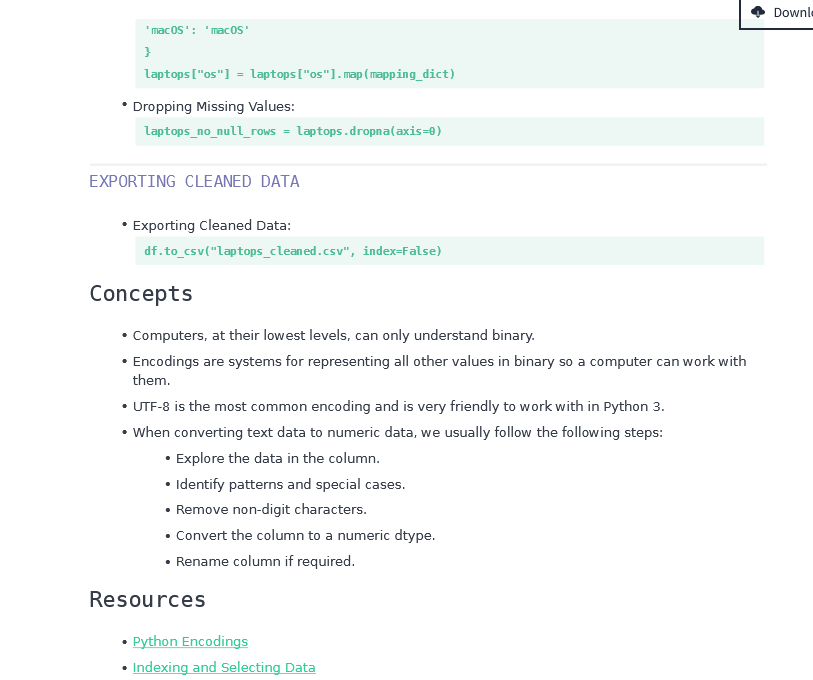 Downlo
'macOS': 'macOS'
}
laptops["os"] = laptops["os"].map(mapping_dict)
• Dropping Missing Values:
laptops_no_null_rows = laptops.dropna(axis=0)
EXPORTING CLEANED DATA
• Exporting Cleaned Data:
df.to_csv("laptops_cleaned.csv", index=False)
Concepts
• Computers, at their lowest levels, can only understand binary.
• Encodings are systems for representing all other values in binary so a computer can work with
them.
• UTF-8 is the most common encoding and is very friendly to work with in Python 3.
• When converting text data to numeric data, we usually follow the following steps:
• Explore the data in the column.
• Identify patterns and special cases.
• Remove non-digit characters.
• Convert the column to a numeric dtype.
• Rename column if required.
Resources
• Python Encodings
• Indexing and Selecting Data